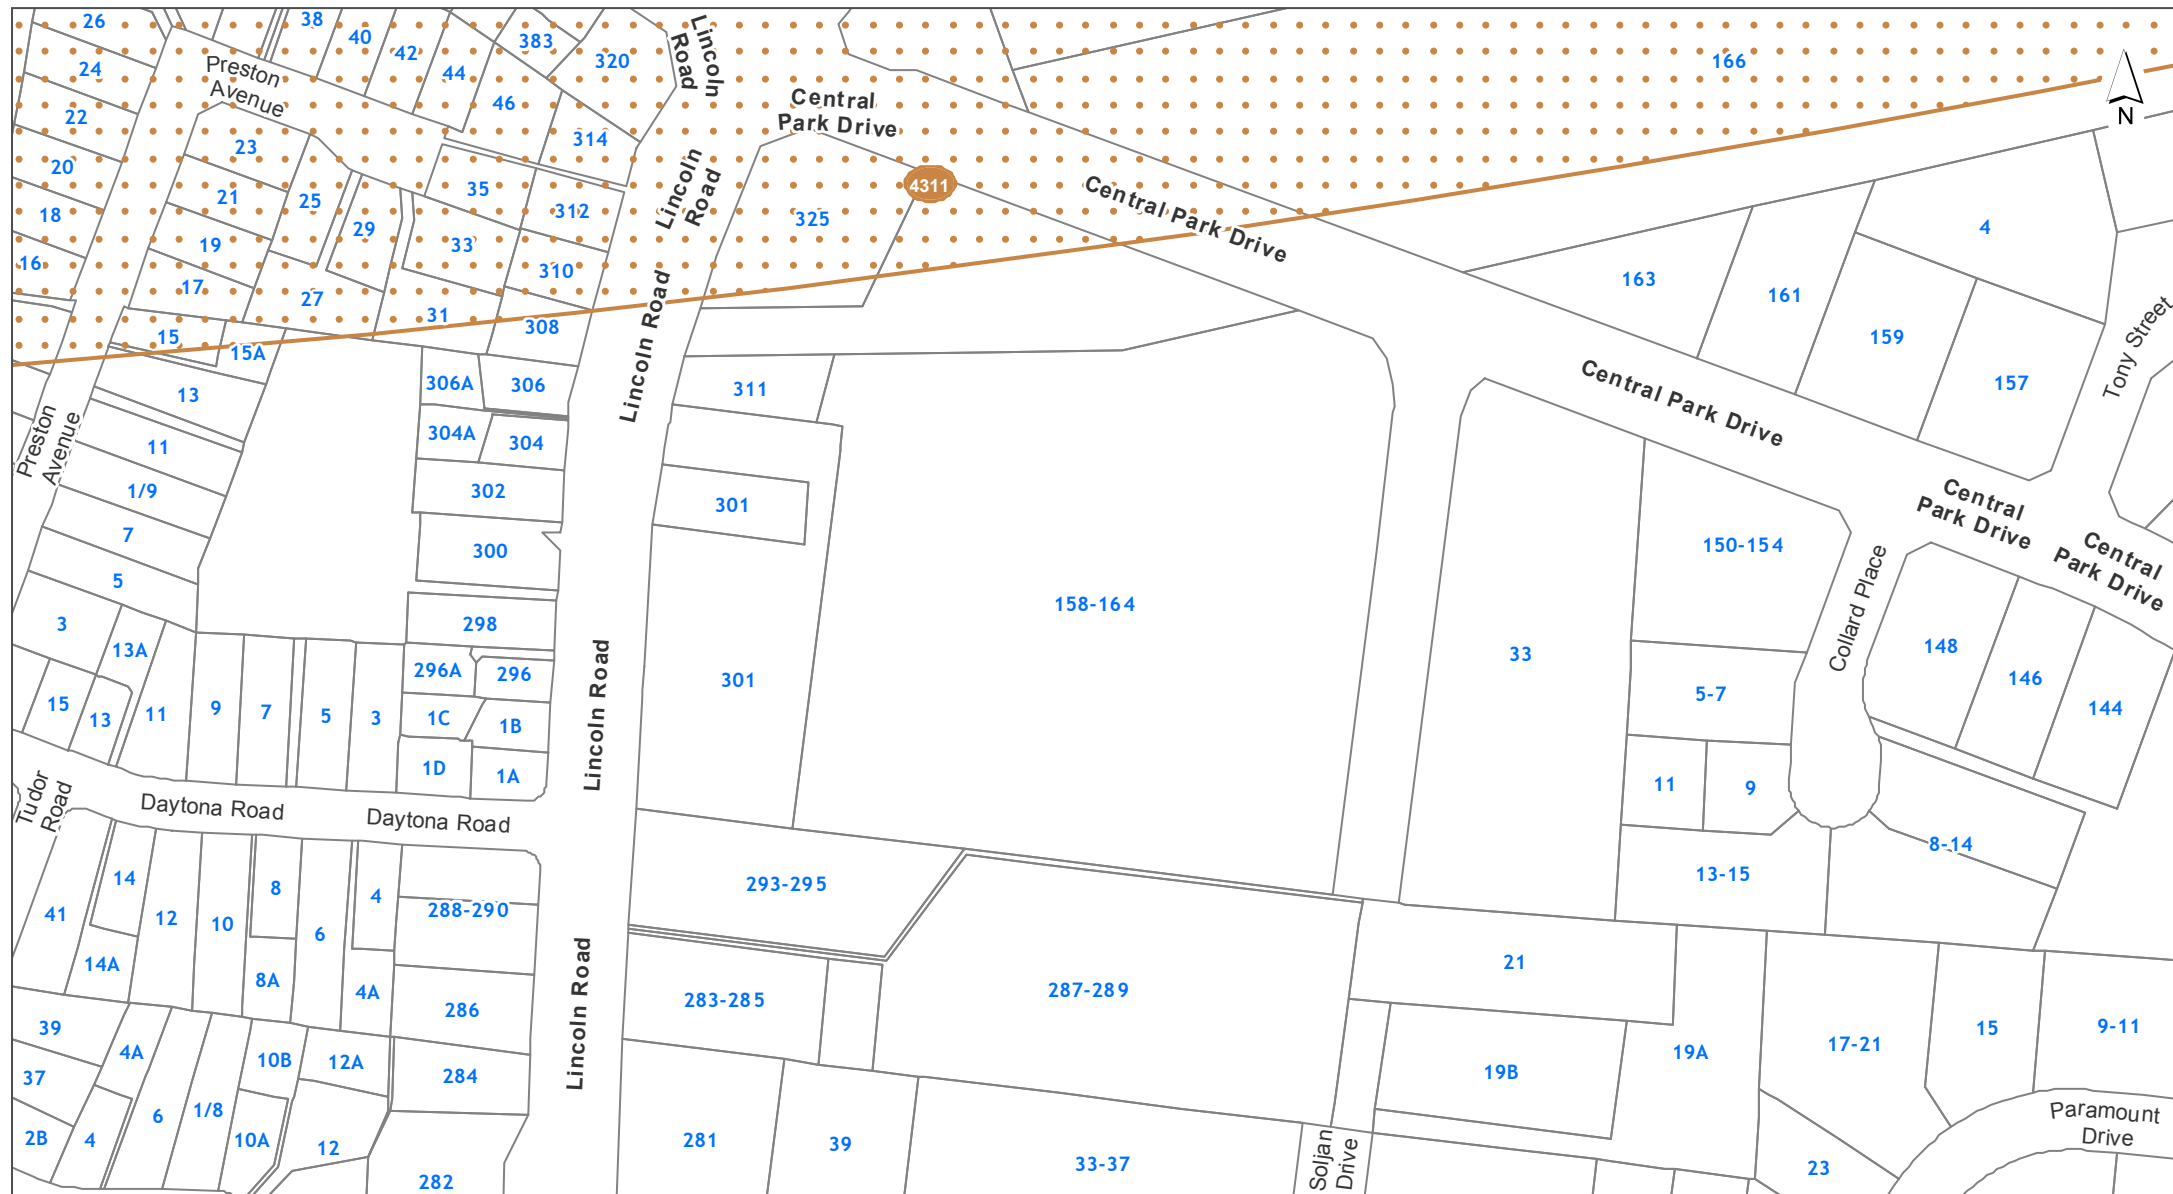 26
38
40
42
383
320
Lincoln
Road
166
24
Preston
Avenue
44
46
22
Central
Park Drive
N
23
314
20
35
Lincoln
Road
4311
Central Park Drive
18
21
25
29
312
325
4
19
33
16
17
27
310
163
161
31
308
Lincoln Road
15
15A
159
Tony Street
13
306A
306
311
157
Central Park Drive
Preston
Avenue
11
304A
304
1/9
302
301
Central
Park Drive
7
300
150-154
Central
Park Drive
5
158-164
Collard Place
3
298
13A
296A
296
301
33
148
146
15
13
11
9
7
5
3
1C
1B
Lincoln Road
5-7
144
1D
1A
11
9
Tudor
Road
Daytona Road
Daytona Road
8-14
14
8
4
293-295
13-15
41
12
10
6
288-290
14A
8A
4A
21
283-285
287-289
286
Lincoln Road
39
4A
10B
12A
15
9-11
17-21
19A
37
284
19B
6
1/8
Paramount
Drive
2B
4
10A
12
281
39
33-37
Soljan
Drive
23
282